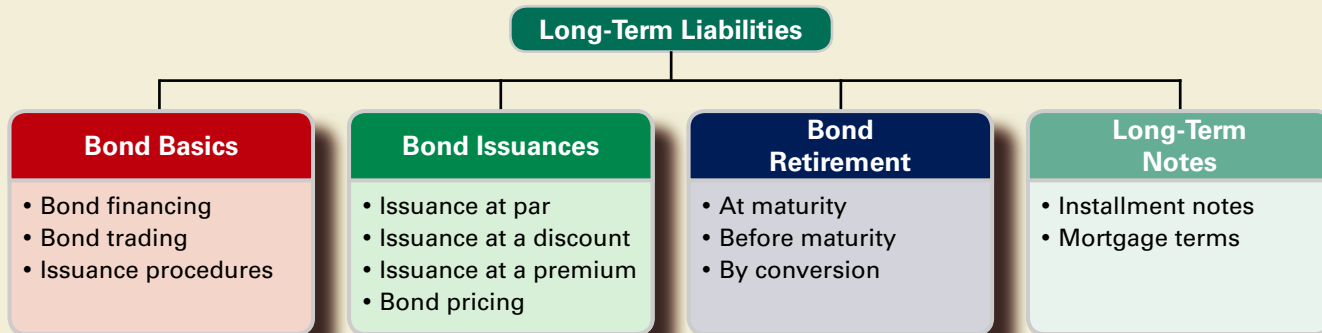 Long-Term Liabilities
Bond Basics
• Bond financing
• Bond trading
• Issuance procedures
Bond Issuances
• Issuance at par
• Issuance at a discount
• Issuance at a premium
• Bond pricing
Bond
Retirement
• At maturity
• Before maturity
• By conversion
Long-Term
Notes
• Installment notes
• Mortgage terms